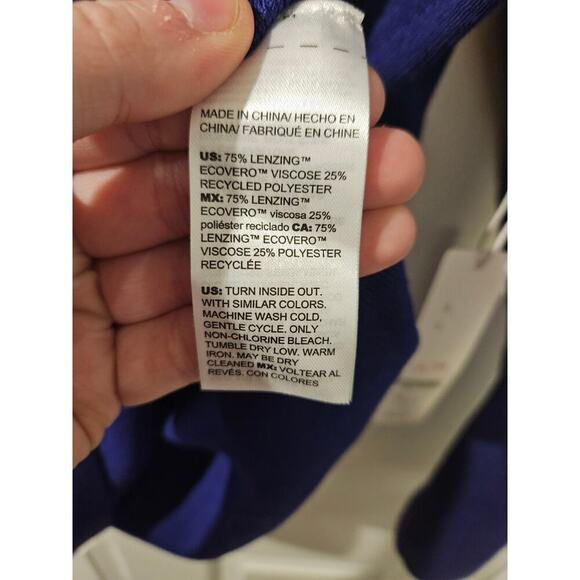 MADE IN CHINA/ HECHO EN
CHINA/ FABRIQUÉ EN CHINE
US: 75% LENZING™
ECOVERO™ VISCOSE 25%
RECYCLED POLYESTER
MX: 75% LENZING™
ECOVERO™ viscosa 25%
poliéster reciclado CA: 75%
LENZING™ ECOVERO™
VISCOSE 25% POLYESTER
RECYCLÉE
US: TURN INSIDE OUT.
WITH SIMILAR COLORS.
MACHINE WASH COLD,
GENTLE CYCLE. ONLY
NON-CHLORINE BLEACH.
TUMBLE DRY LOW. WARM
IRON. MAY BE DRY
CLEANED MX: VOLTEAR AL
REVÉS. CON COLORES